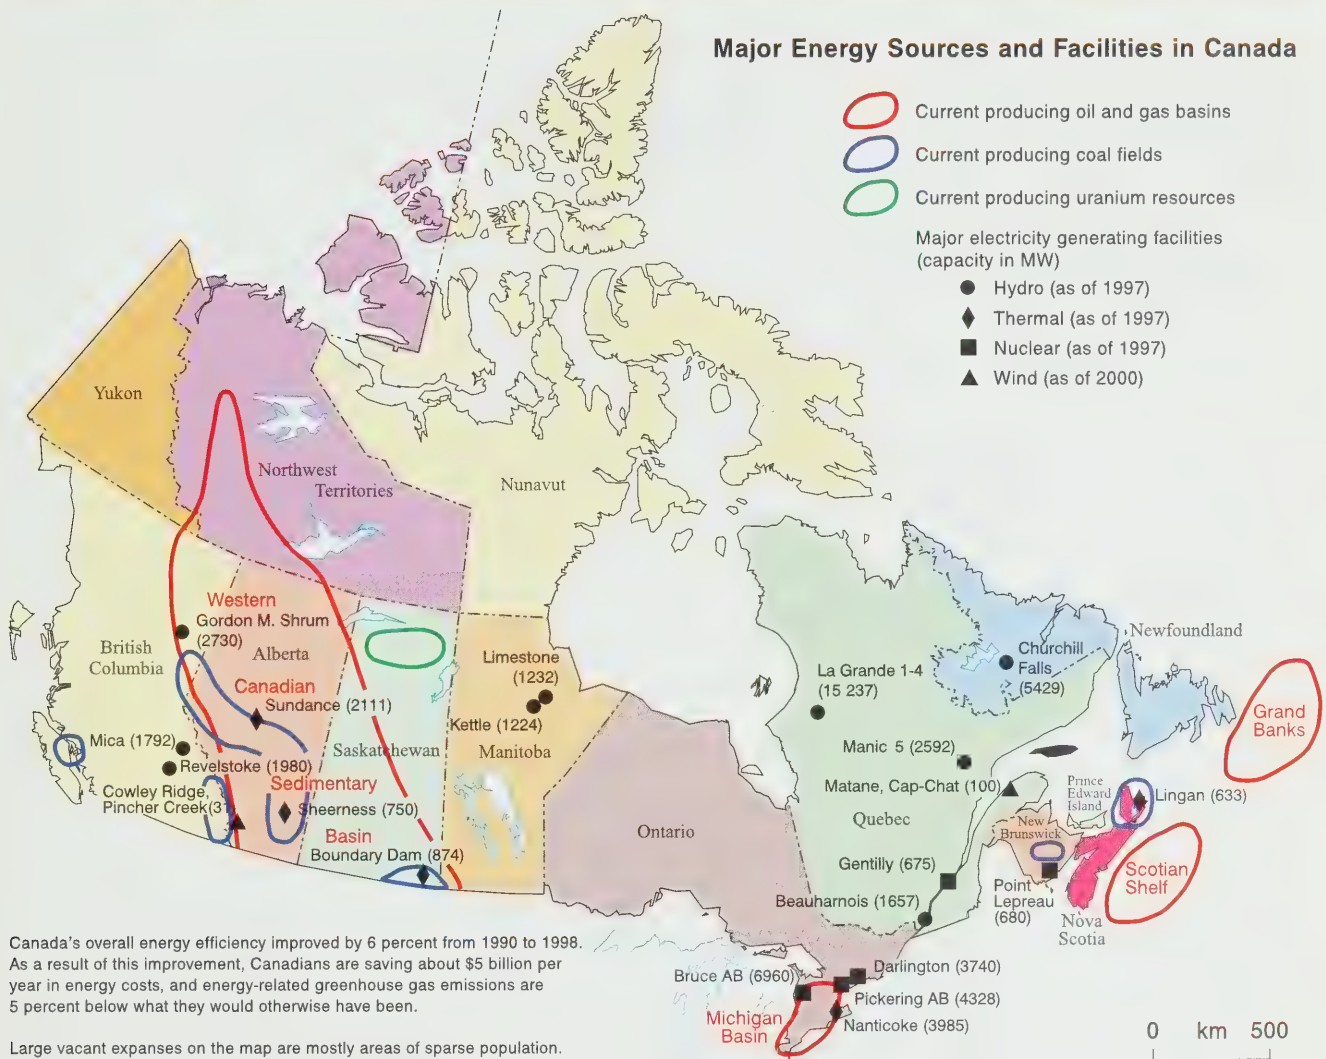 Major Energy Sources and Facilities in Canada
Current producing oil and gas basins
Current producing coal fields
Current producing uranium resources
Major electricity generating facilities
(capacity in MW)
Hydro (as of 1997)
Thermal (as of 1997)
Nuclear (as of 1997)
Wind (as of 2000)
Yukon
Northwest
Territories
Nunavut
Western
Gordon M. Shrum
(2730)
British
Columbia
Alberta
Canadian
Sundance (2111)
Mica (1792)
Revelstoke (1980)
Saskatchewan
Sedimentary
Cowley Ridge,
Pincher Creek(31
Sheerness (750)
Basin
Boundary Dam (874)
Limestone
(1232)
Kettle (1224)
Manitoba
Ontario
La Grande 1-4
(15 237)
Churchill
Falls
(5429)
Newfoundland
Grand
Banks
Manic 5 (2592)
Matane, Cap-Chat (100)
Prince
Edward
Island
Lingan (633)
Quebec
New
Brunswick
Gentilly (675)
Scotian
Shelf
Point
Lepreau
(680)
Beauharnois (1657)
Nova
Scotia
Bruce AB (6960)
Darlington (3740)
Pickering AB (4328)
Michigan
Basin
Nanticoke (3985)
Canada's overall energy efficiency improved by 6 percent from 1990 to 1998.
As a result of this improvement, Canadians are saving about $5 billion per
year in energy costs, and energy-related greenhouse gas emissions are
5 percent below what they would otherwise have been.
Large vacant expanses on the map are mostly areas of sparse population.
0 km 500